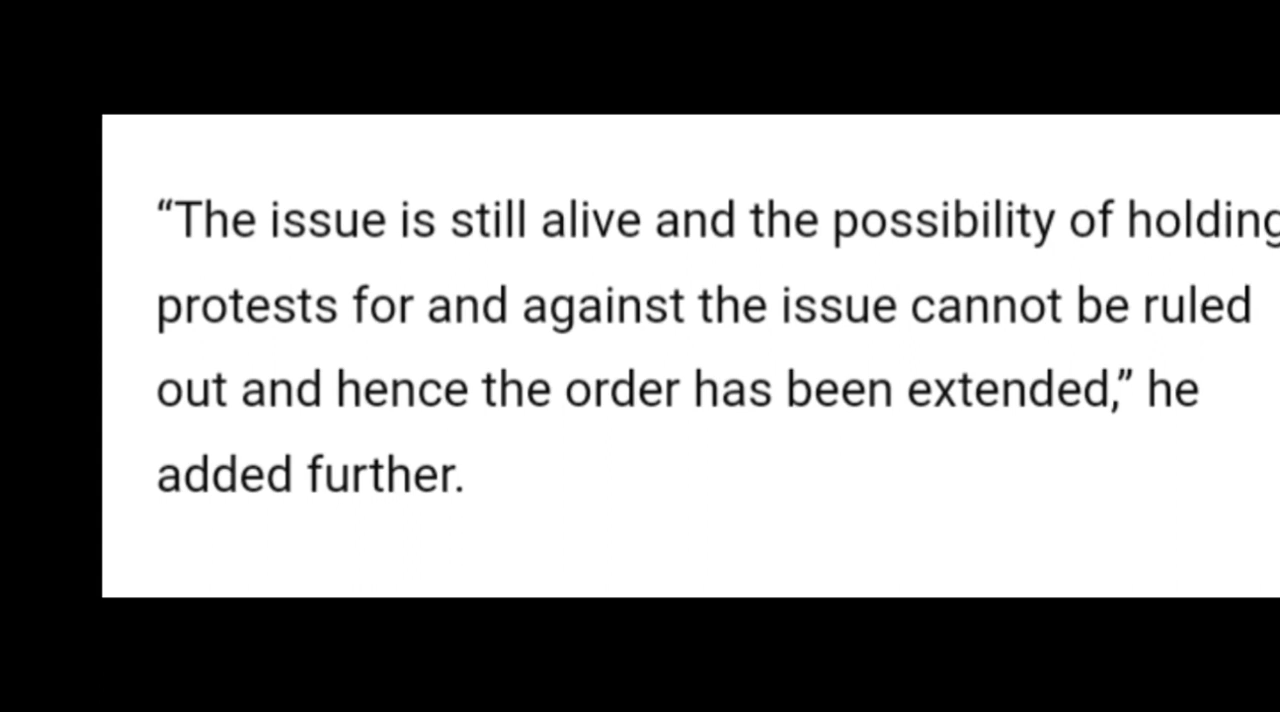 “The issue is still alive and the possibility of holding
protests for and against the issue cannot be ruled
out and hence the order has been extended,” he
added further.